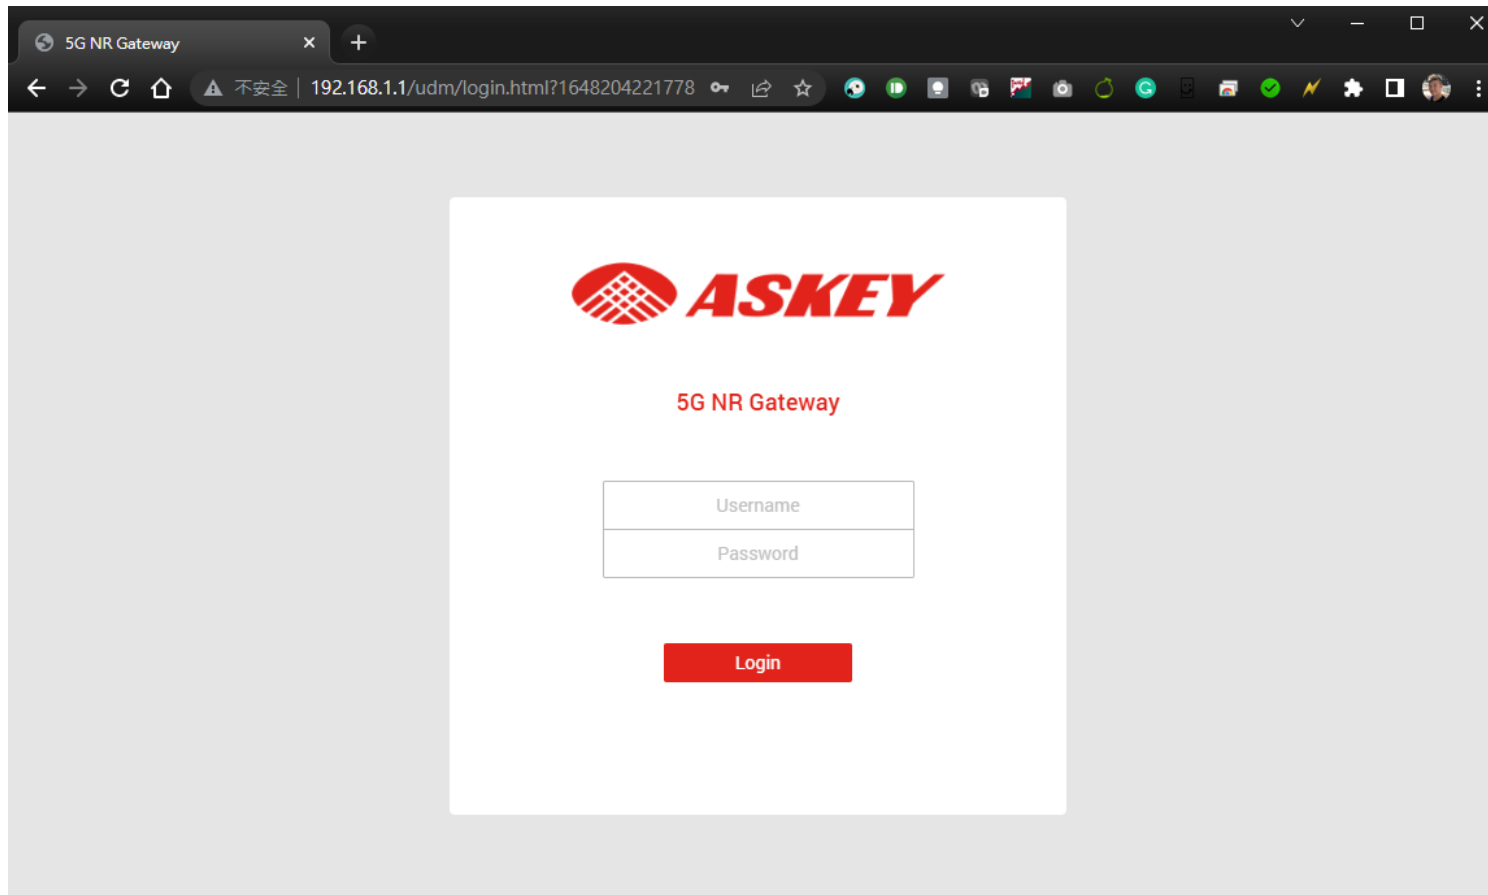 5G NR Gateway
不安全 192.168.1.1/udm/login.html?1648204221778
ASKEY
5G NR Gateway
Username
Password
Login